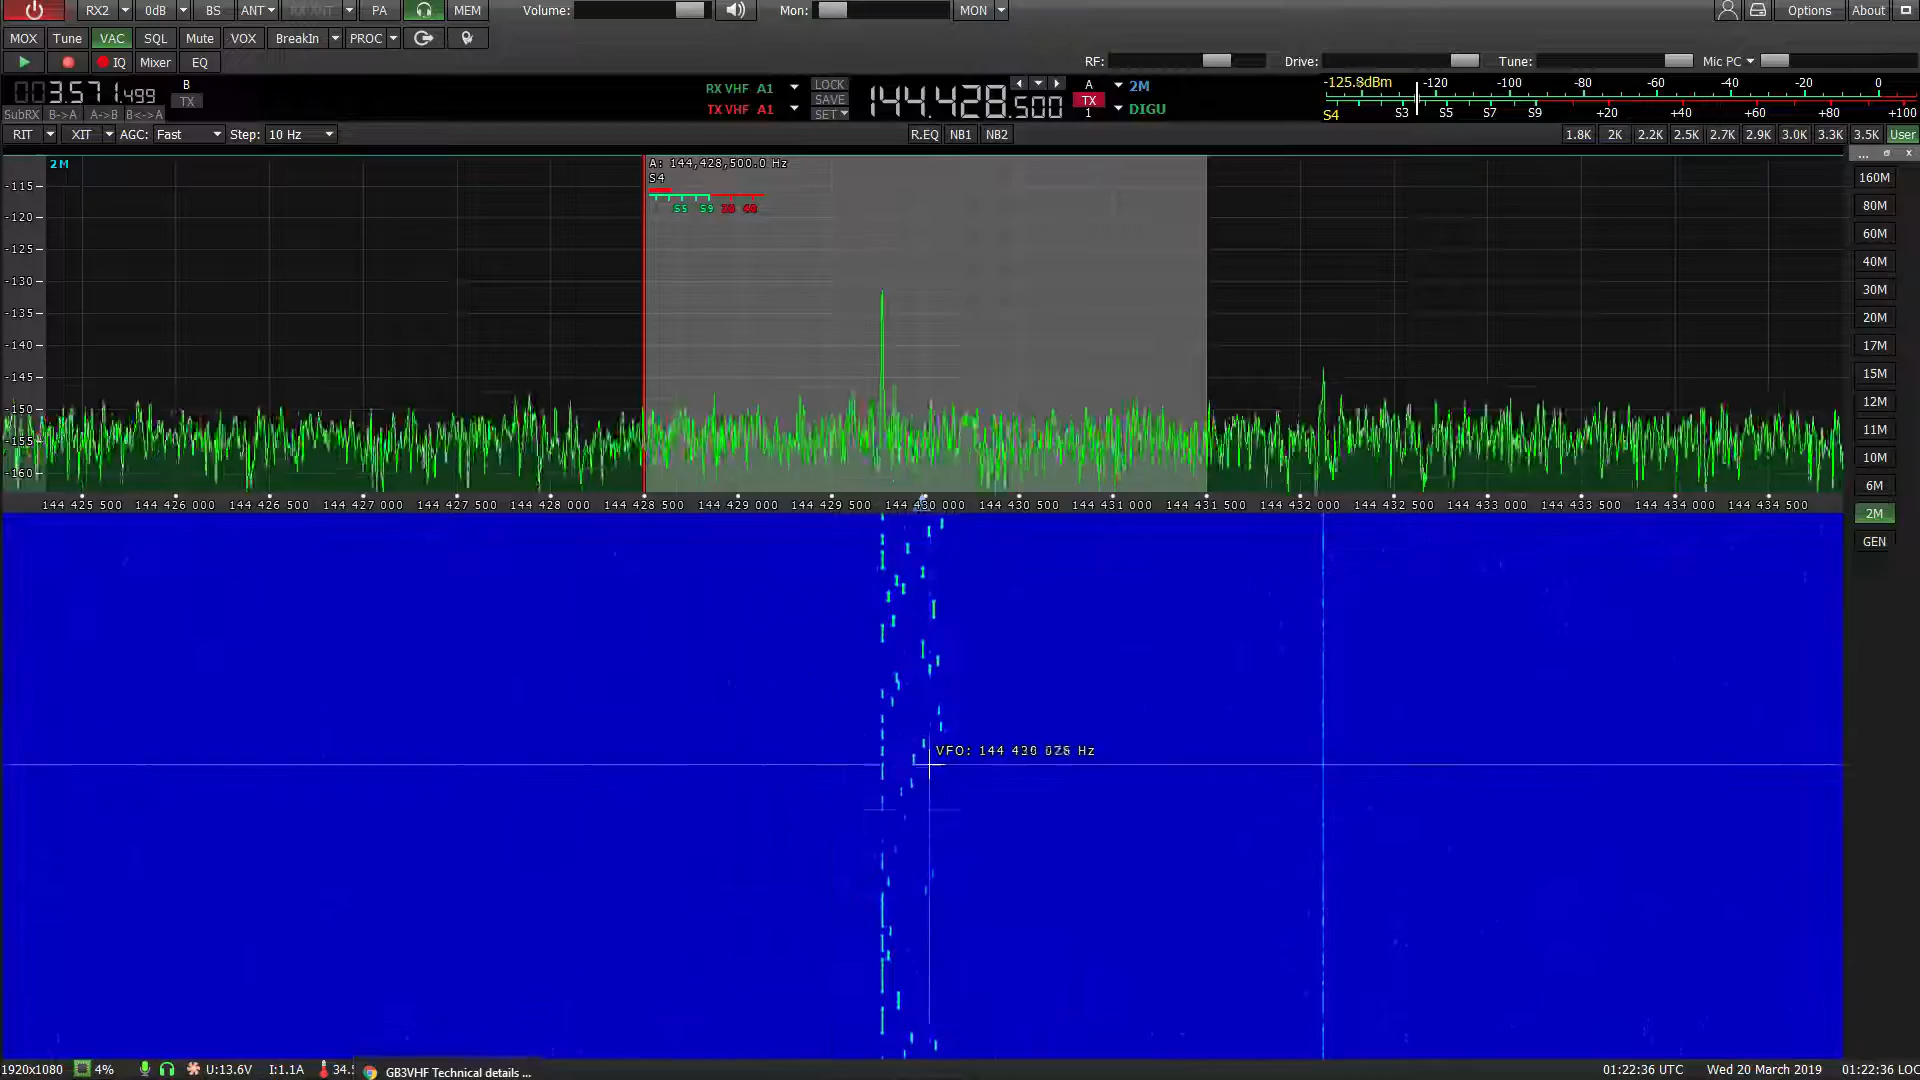 RX2 0dB BS ANT PA MEM Volume: Mon: MON Options About
MOX Tune VAC SQL Mute VOX BreakIn PROC
IQ Mixer EQ RF: Drive: Tune: Mic PC
003.571.499 B TX
SubRX B->A A->B B<->A
RX VHF A1
TX VHF A1
LOCK
SAVE
SET
144.428.500 A TX 1
2M
DIGU
-125.8dBm -120 -100 -80 -60 -40 -20 0
S4 S3 S5 S7 S9 +20 +40 +60 +80 +100
RIT XIT AGC: Fast Step: 10 Hz R.EQ NB1 NB2 1.8K 2K 2.2K 2.5K 2.7K 2.9K 3.0K 3.3K 3.5K User
2M
A: 144,428,500.0 Hz
S4
S5 S9 20 40
-115
-120
-125
-130
-135
-140
-145
-150
-155
-160
144 425 500 144 426 000 144 426 500 144 427 000 144 427 500 144 428 000 144 428 500 144 429 000 144 429 500 144 430 000 144 430 500 144 431 000 144 431 500 144 432 000 144 432 500 144 433 000 144 433 500 144 434 000 144 434 500
160M
80M
60M
40M
30M
20M
17M
15M
12M
11M
10M
6M
2M
GEN
VFO: 144 430 Hz
1920x1080 4% U:13.6V I:1.1A 34. GB3VHF Technical details ... 01:22:36 UTC Wed 20 March 2019 01:22:36 LOC